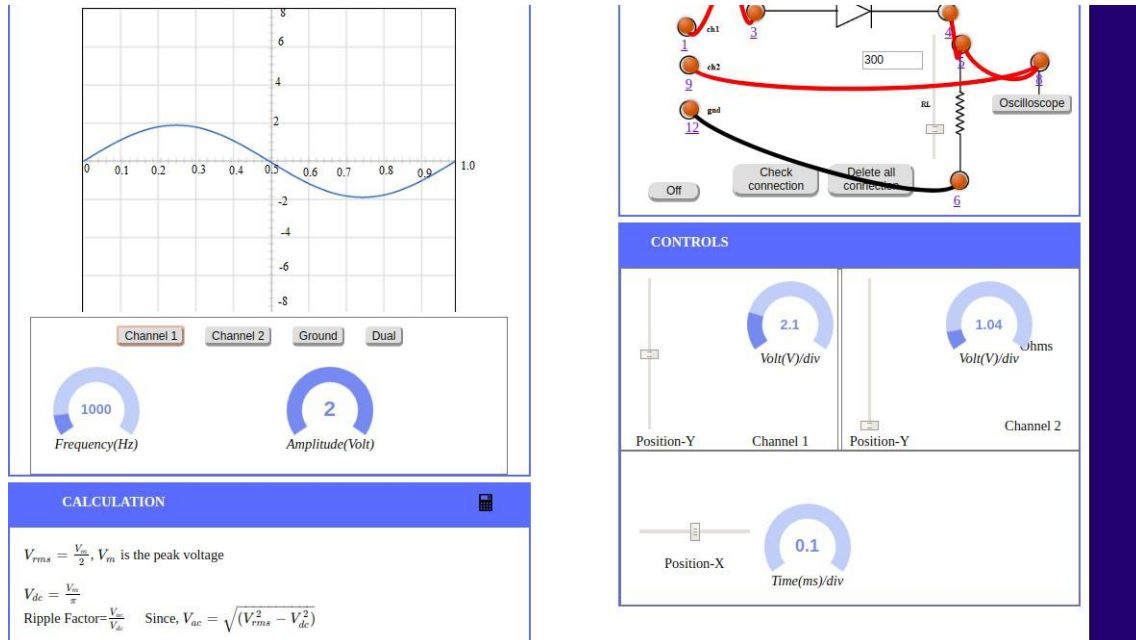 8
6
4
2
0 0.1 0.2 0.3 0.4 0.5 0.6 0.7 0.8 0.9 1.0
-2
-4
-6
-8
Channel 1 Channel 2 Ground Dual
1000
Frequency(Hz)
2
Amplitude(Volt)
CALCULATION
V_rms = V_m/2, V_m is the peak voltage
V_dc = V_m/π
Ripple Factor=V_ac/V_dc Since, V_ac = √(V²_rms − V²_dc)
ch1
1
3
4
5
ch2
9
300
8
Oscilloscope
RL
gnd
12
Off
Check
connection
Delete all
connection
6
CONTROLS
2.1
Volt(V)/div
Position-Y
Channel 1
1.04
Ohms
Volt(V)/div
Position-Y
Channel 2
Position-X
0.1
Time(ms)/div